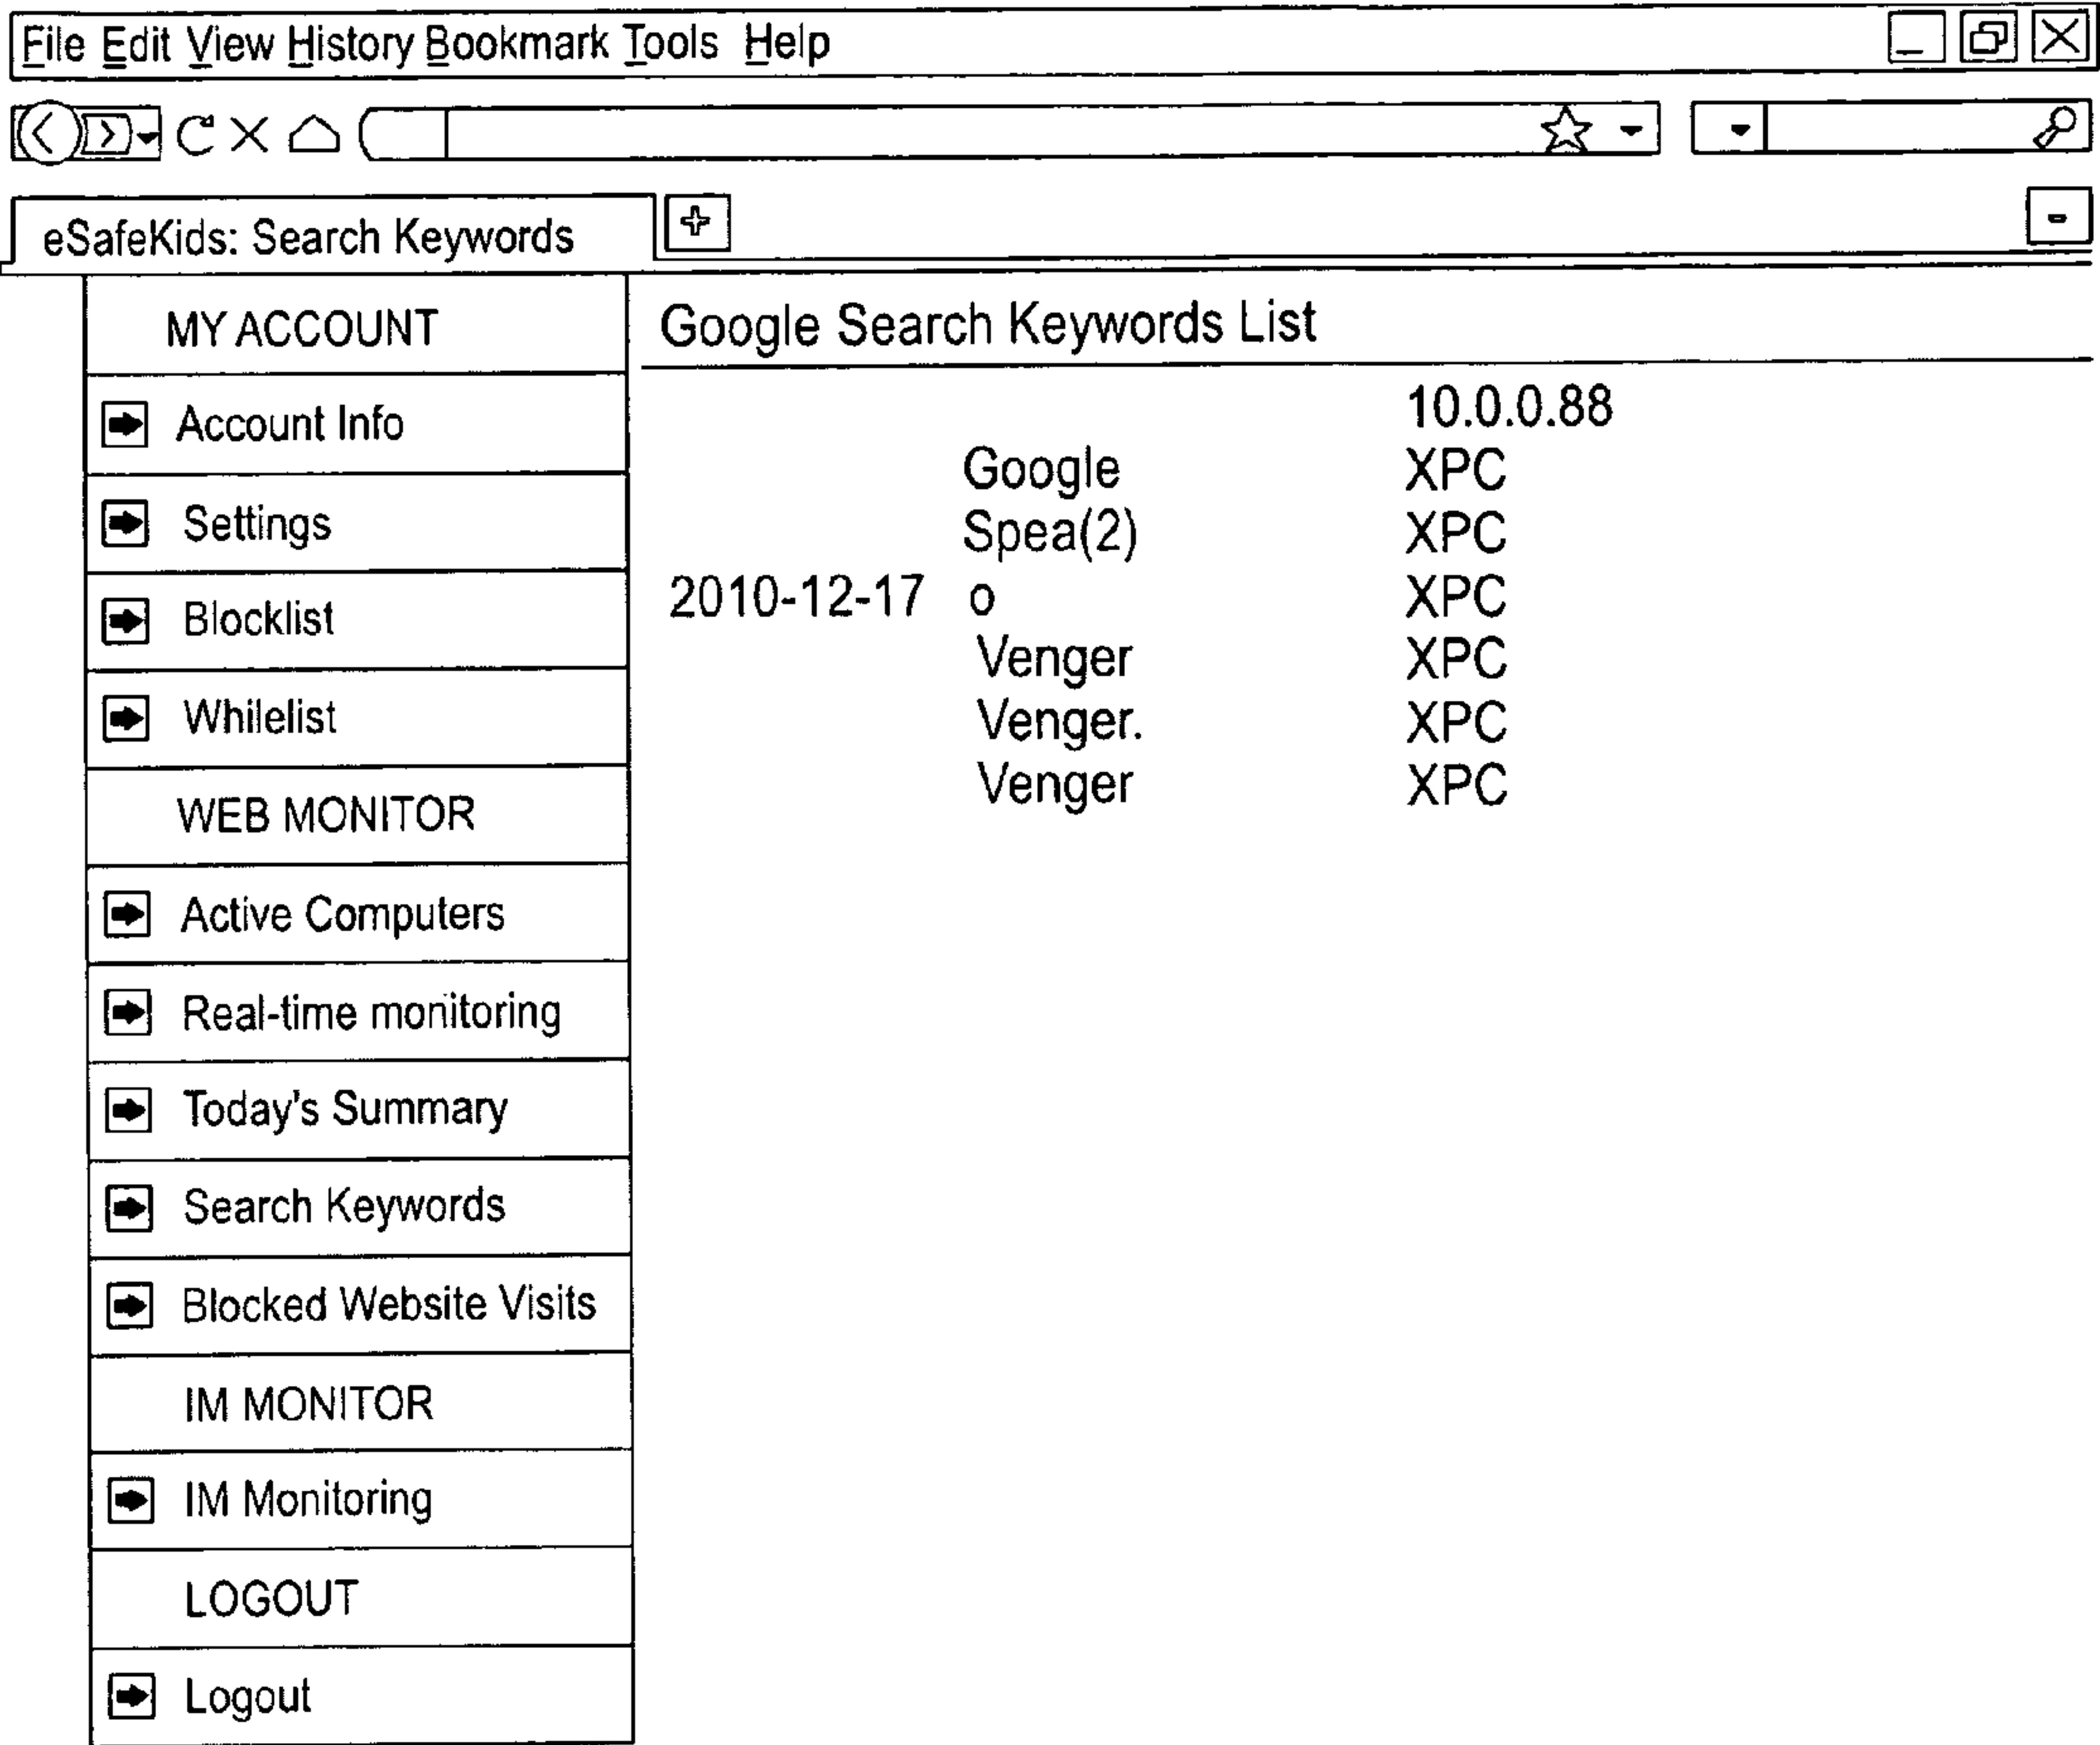 File Edit View History Bookmark Tools Help
eSafeKids: Search Keywords
MY ACCOUNT
Account Info
Settings
Blocklist
Whilelist
WEB MONITOR
Active Computers
Real-time monitoring
Today's Summary
Search Keywords
Blocked Website Visits
IM MONITOR
IM Monitoring
LOGOUT
Logout
Google Search Keywords List
10.0.0.88
Google XPC
Spea(2) XPC
2010-12-17 o XPC
Venger XPC
Venger. XPC
Venger XPC